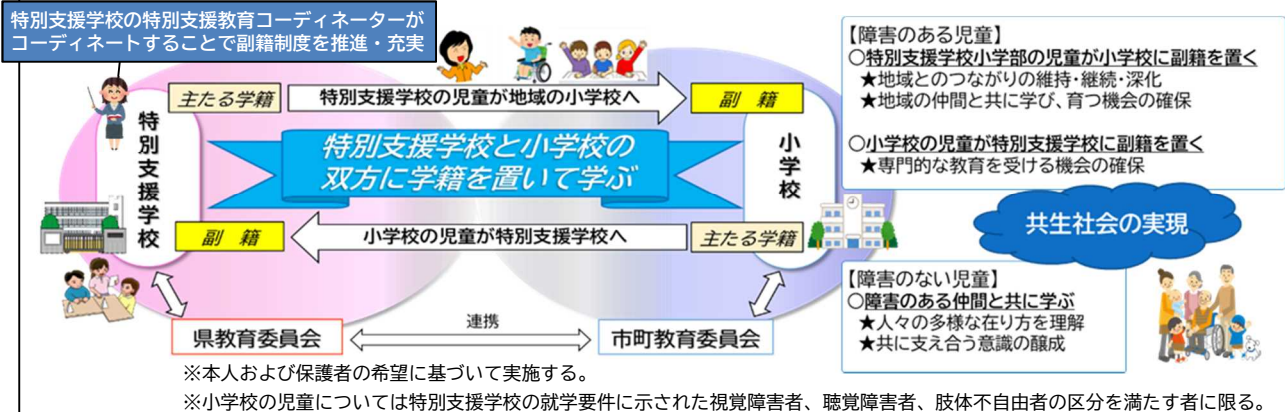 特別支援学校の特別支援教育コーディネーターが
コーディネートすることで副籍制度を推進・充実
主たる学籍
特別支援学校の児童が地域の小学校へ
副　籍
特別支援学校
特別支援学校と小学校の
双方に学籍を置いて学ぶ
小学校
副　籍
小学校の児童が特別支援学校へ
主たる学籍
県教育委員会
連携
市町教育委員会
【障害のある児童】
○特別支援学校小学部の児童が小学校に副籍を置く
★地域とのつながりの維持・継続・深化
★地域の仲間と共に学び、育つ機会の確保
○小学校の児童が特別支援学校に副籍を置く
★専門的な教育を受ける機会の確保
共生社会の実現
【障害のない児童】
○障害のある仲間と共に学ぶ
★人々の多様な在り方を理解
★共に支え合う意識の醸成
※本人および保護者の希望に基づいて実施する。
※小学校の児童については特別支援学校の就学要件に示された視覚障害者、聴覚障害者、肢体不自由者の区分を満たす者に限る。